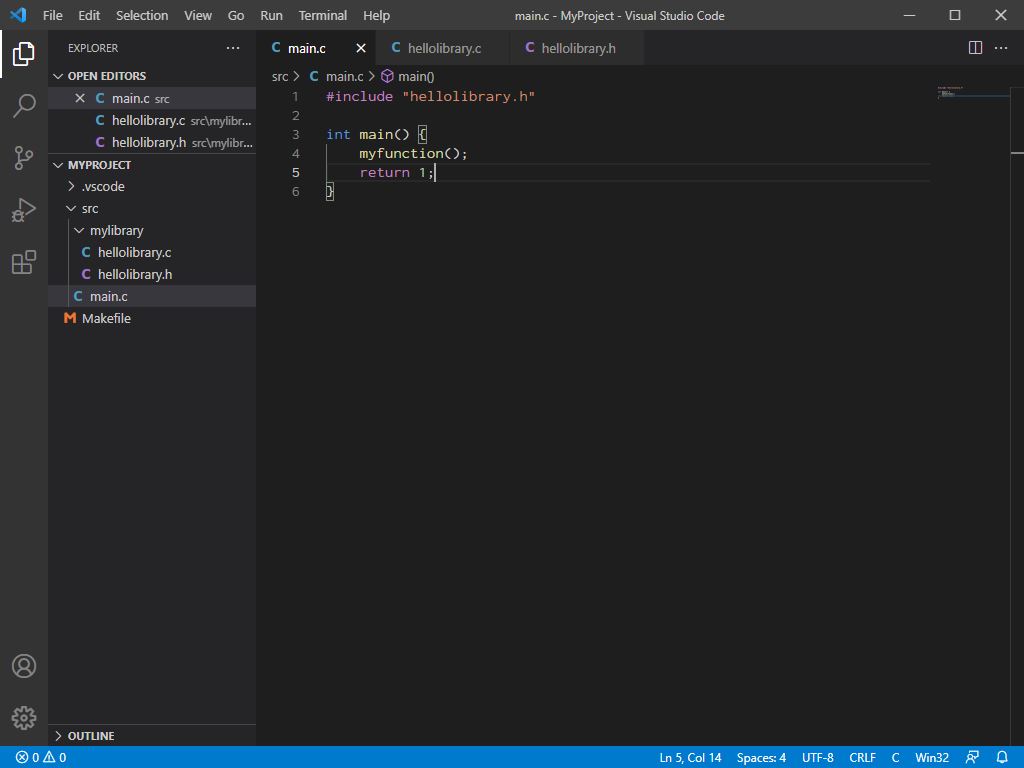 File Edit Selection View Go Run Terminal Help main.c - MyProject - Visual Studio Code
EXPLORER
OPEN EDITORS
main.c src
hellolibrary.c src\mylibr...
hellolibrary.h src\mylibr...
MYPROJECT
.vscode
src
mylibrary
C hellolibrary.c
C hellolibrary.h
C main.c
M Makefile
OUTLINE
C main.c C hellolibrary.c C hellolibrary.h
src > C main.c > main()
1 #include "hellolibrary.h"
2
3 int main() {
4 myfunction();
5 return 1;
6 }
0 0 Ln 5, Col 14 Spaces: 4 UTF-8 CRLF C Win32